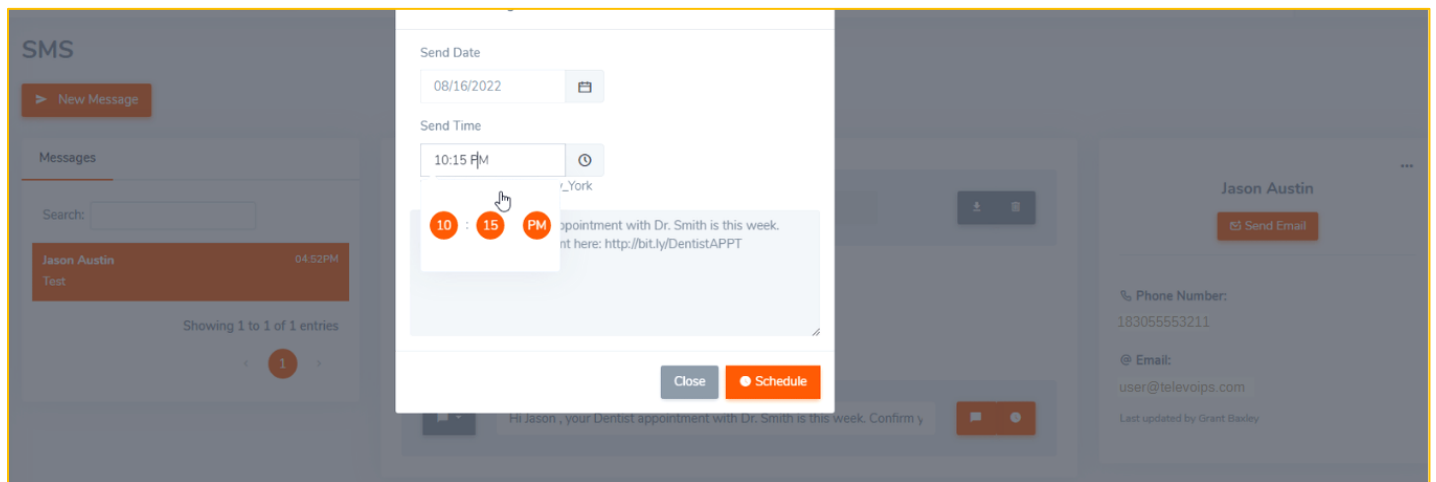 SMS
New Message
Messages
Search:
Jason Austin 04:52PM
Test
Showing 1 to 1 of 1 entries
1
Send Date
08/16/2022
Send Time
10:15 PM
_York
10 : 15 PM
ppointment with Dr. Smith is this week.
nt here: http://bit.ly/DentistAPPT
Close Schedule
Hi Jason , your Dentist appointment with Dr. Smith is this week. Confirm y
Jason Austin
Send Email
Phone Number:
183055553211
@ Email:
user@televoips.com
Last updated by Grant Baxley